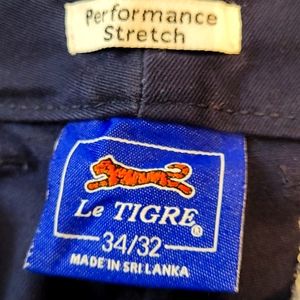 Performance
Stretch
Le TIGRE®
34/32
MADE IN SRI LANKA